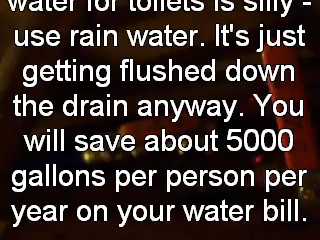 water for toilets is silly -
use rain water. It's just
getting flushed down
the drain anyway. You
will save about 5000
gallons per person per
year on your water bill.